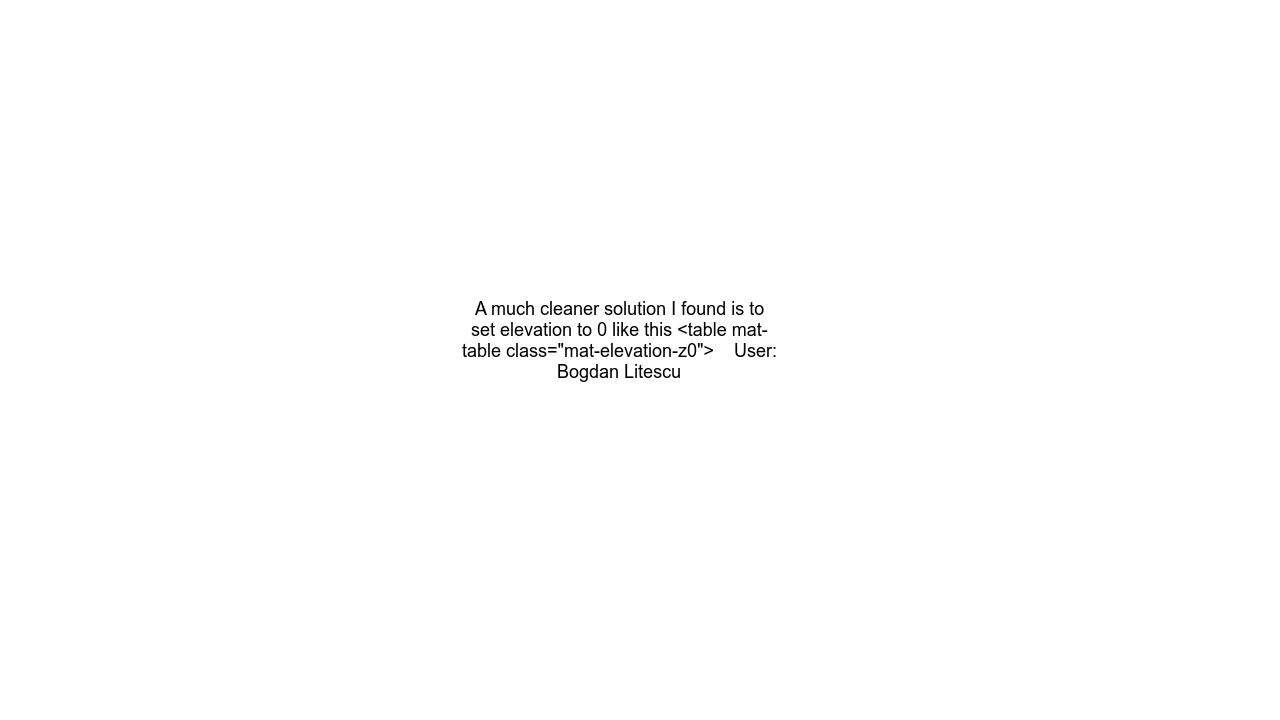 A much cleaner solution I found is to
set elevation to 0 like this <table mat-
table class="mat-elevation-z0">    User:
Bogdan Litescu